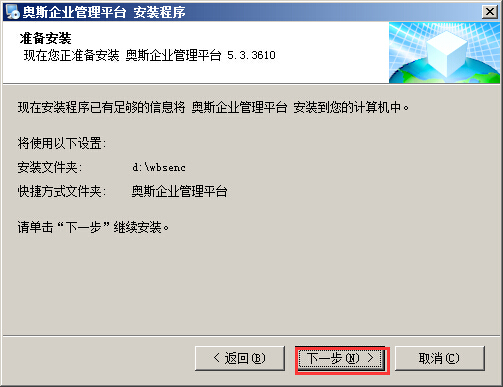 奥斯企业管理平台 安装程序
准备安装
现在您正准备安装 奥斯企业管理平台 5.3.3610
现在安装程序已有足够的信息将 奥斯企业管理平台 安装到您的计算机中。
将使用以下设置:
安装文件夹: d:\wbsenc
快捷方式文件夹: 奥斯企业管理平台
请单击“下一步”继续安装。
< 返回(B) 下一步(N) > 取消(C)